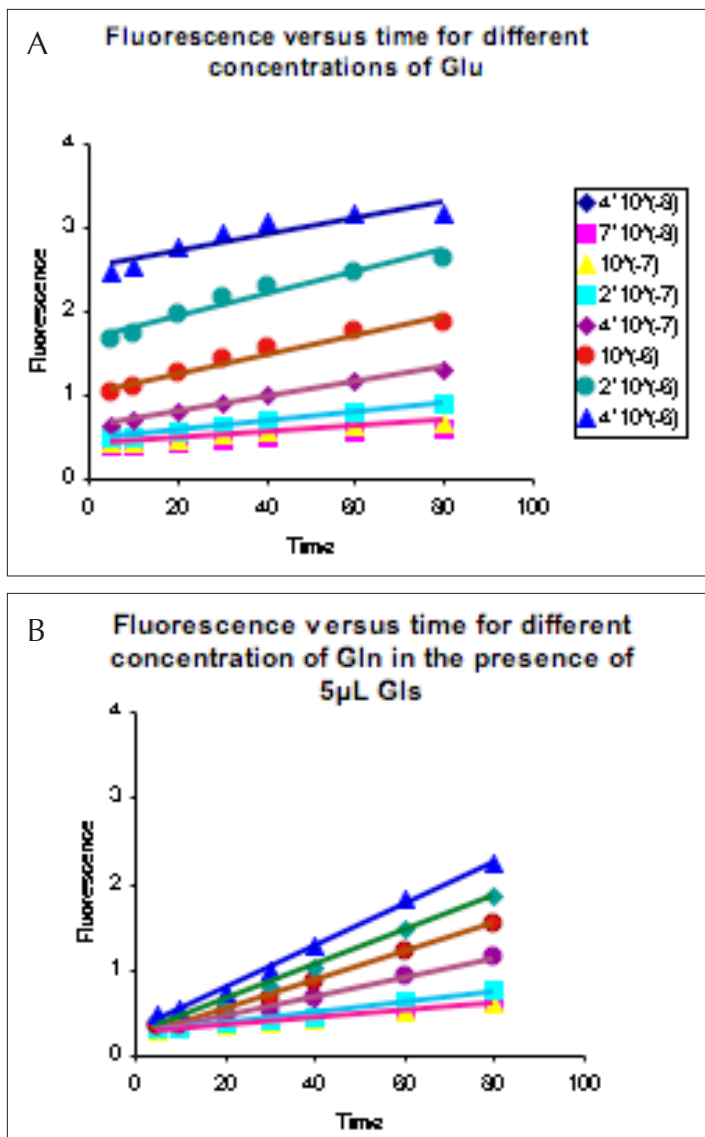 A
Fluorescence versus time for different
concentrations of Glu
4
3
2
1
0
Fluorescence
0 20 40 60 80 100
Time
4*10^(-8)
7*10^(-8)
10^(-7)
2*10^(-7)
4*10^(-7)
10^(-6)
2*10^(-6)
4*10^(-6)
B
Fluorescence versus time for different
concentration of Gln in the presence of
5µL Gls
4
3
2
1
0
Fluorescence
0 20 40 60 80 100
Time